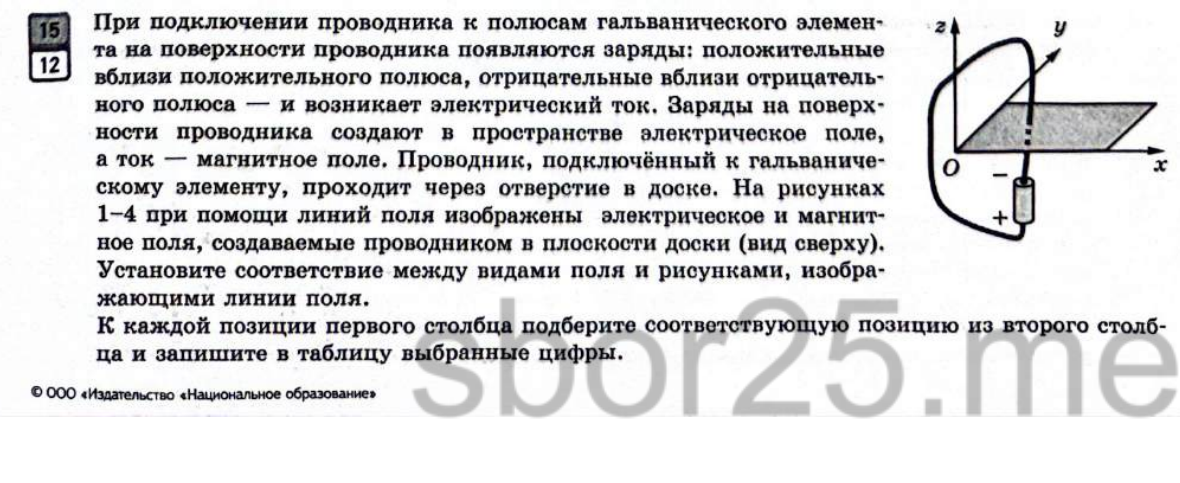 15
12
При подключении проводника к полюсам гальванического элемен-
та на поверхности проводника появляются заряды: положительные
вблизи положительного полюса, отрицательные вблизи отрицатель-
ного полюса — и возникает электрический ток. Заряды на поверх-
ности проводника создают в пространстве электрическое поле,
а ток — магнитное поле. Проводник, подключённый к гальваниче-
скому элементу, проходит через отверстие в доске. На рисунках
1–4 при помощи линий поля изображены электрическое и магнит-
ное поля, создаваемые проводником в плоскости доски (вид сверху).
Установите соответствие между видами поля и рисунками, изобра-
жающими линии поля.
К каждой позиции первого столбца подберите соответствующую позицию из второго столб-
ца и запишите в таблицу выбранные цифры.
z
y
O
x
–
+
© ООО «Издательство «Национальное образование»
sbor25.me